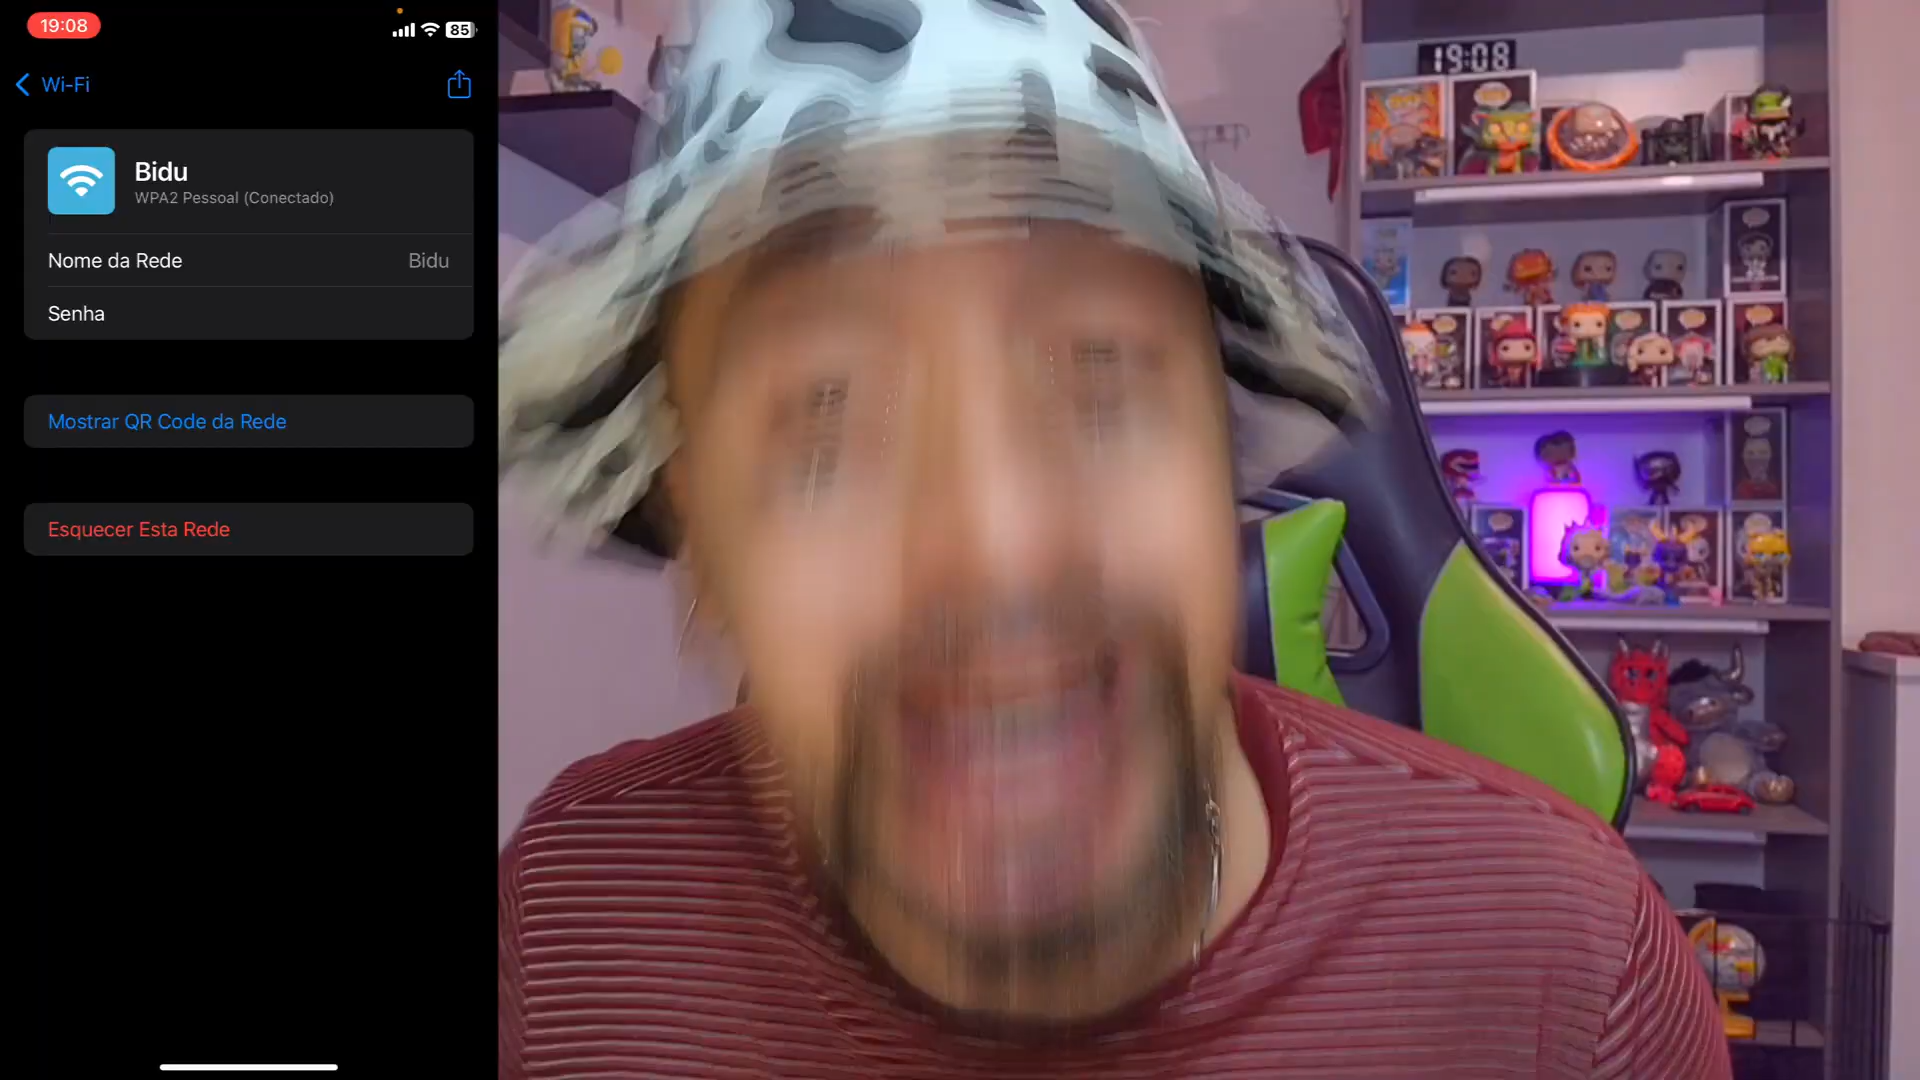 19:08
85
Wi-Fi
Bidu
WPA2 Pessoal (Conectado)
Nome da Rede
Bidu
Senha
Mostrar QR Code da Rede
Esquecer Esta Rede
19:08